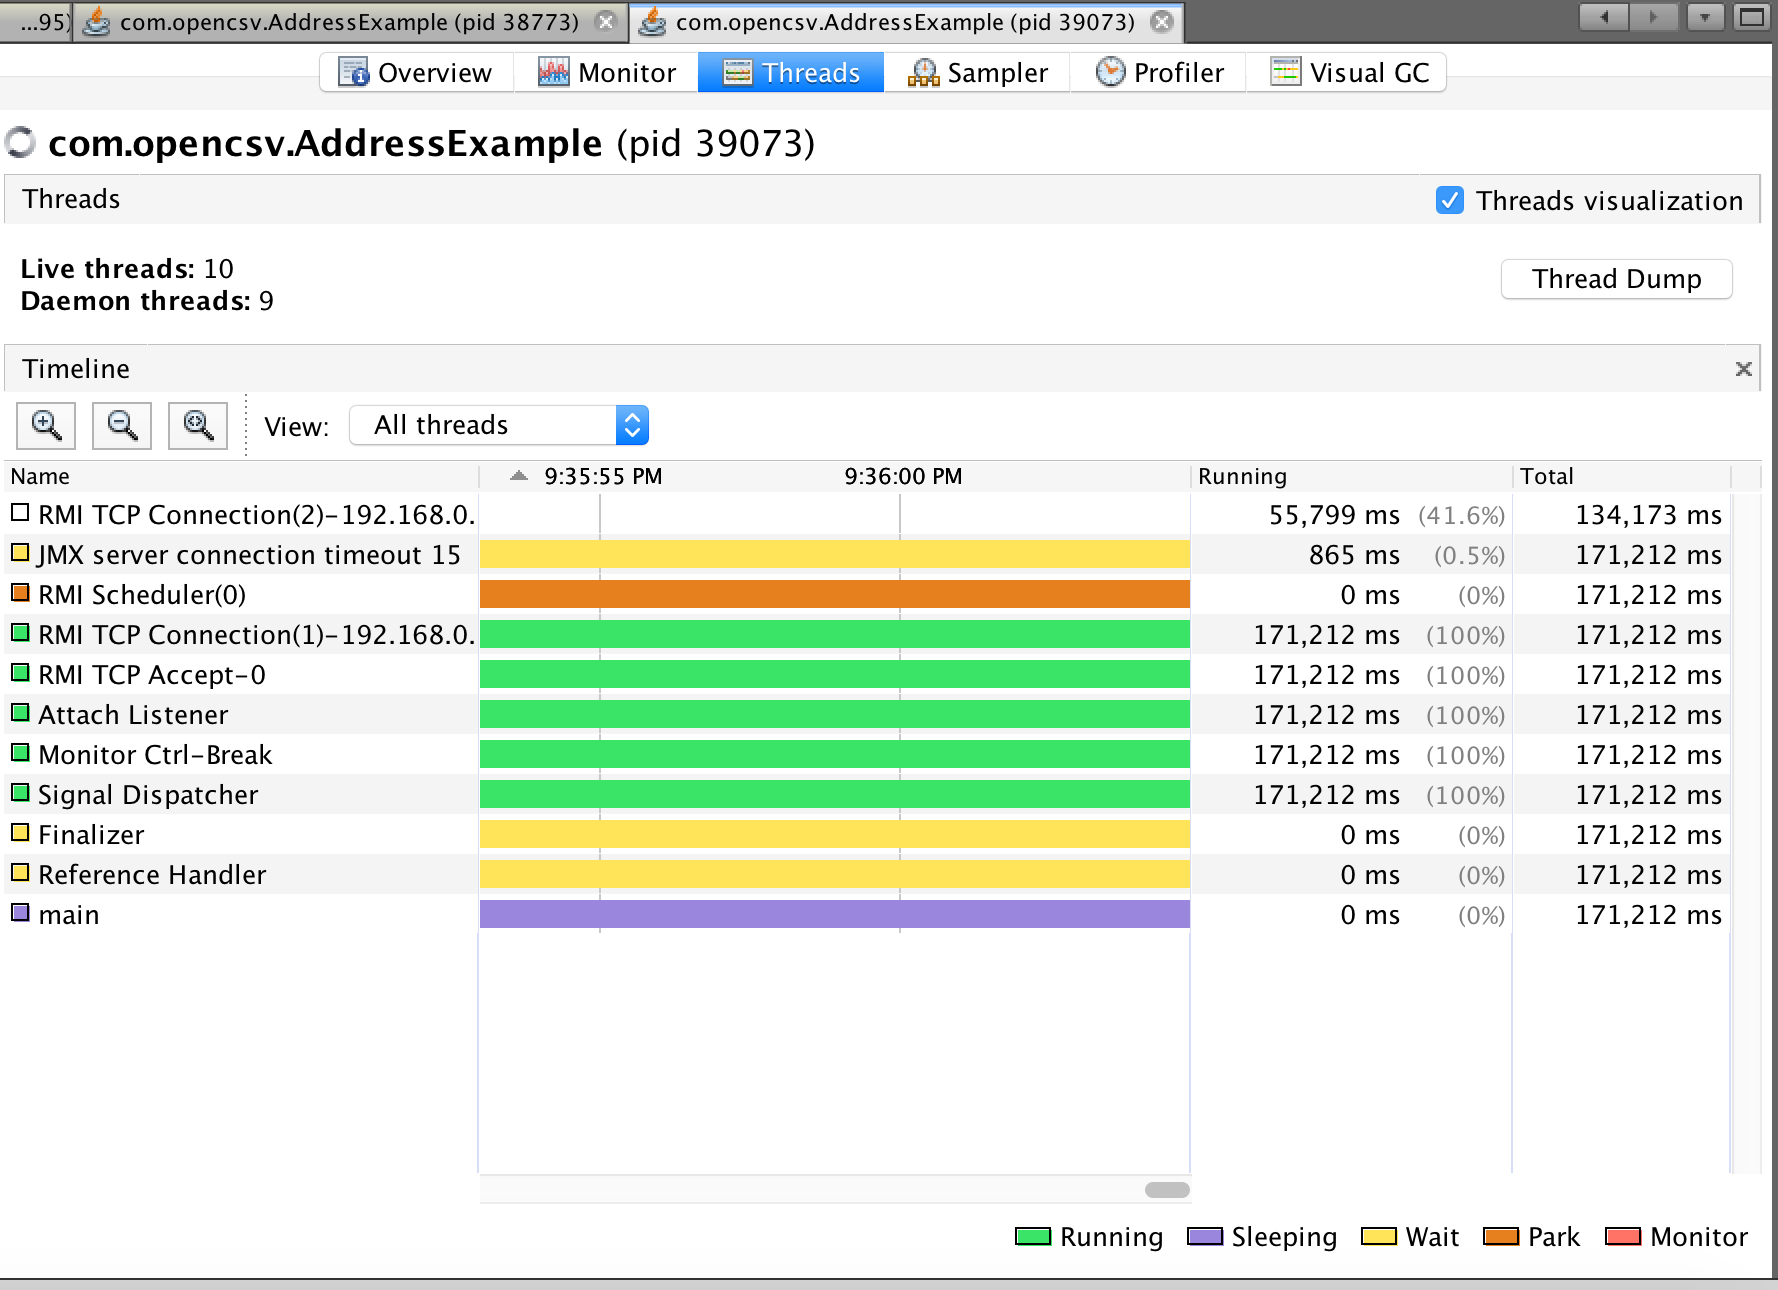 ...95)
com.opencsv.AddressExample (pid 38773)
com.opencsv.AddressExample (pid 39073)
Overview Monitor Threads Sampler Profiler Visual GC
com.opencsv.AddressExample (pid 39073)
Threads Threads visualization
Live threads: 10
Daemon threads: 9
Thread Dump
Timeline
View: All threads
Name 9:35:55 PM 9:36:00 PM Running Total
RMI TCP Connection(2)-192.168.0. 55,799 ms (41.6%) 134,173 ms
JMX server connection timeout 15 865 ms (0.5%) 171,212 ms
RMI Scheduler(0) 0 ms (0%) 171,212 ms
RMI TCP Connection(1)-192.168.0. 171,212 ms (100%) 171,212 ms
RMI TCP Accept-0 171,212 ms (100%) 171,212 ms
Attach Listener 171,212 ms (100%) 171,212 ms
Monitor Ctrl-Break 171,212 ms (100%) 171,212 ms
Signal Dispatcher 171,212 ms (100%) 171,212 ms
Finalizer 0 ms (0%) 171,212 ms
Reference Handler 0 ms (0%) 171,212 ms
main 0 ms (0%) 171,212 ms
Running Sleeping Wait Park Monitor